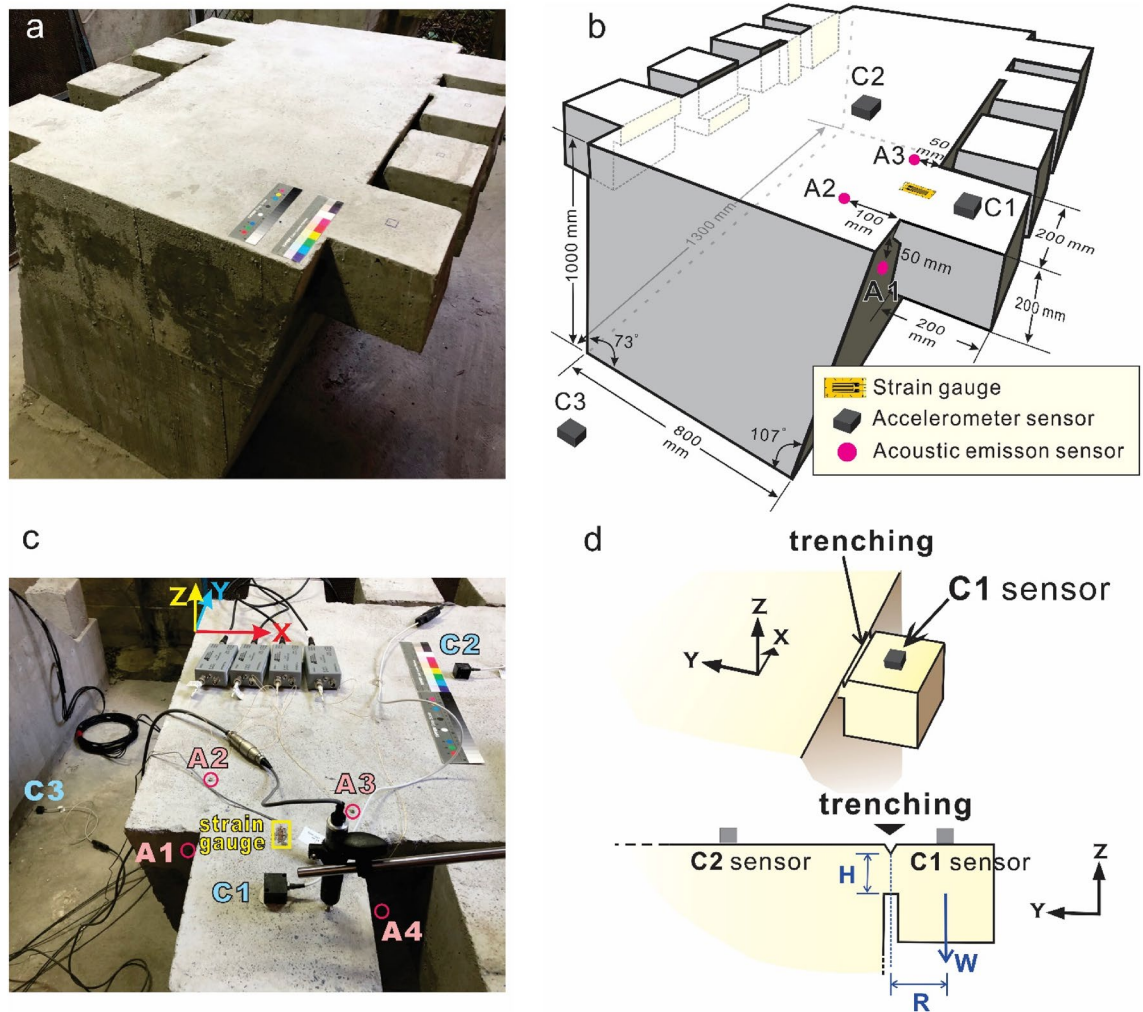 a
b
C2
50
mm
A3
A2
C1
100
mm
1300 mm
1000 mm
200 mm
50 mm
A1
200
mm
200 mm
73°
C3
800
mm
107°
Strain gauge
Accelerometer sensor
Acoustic emisson sensor
c
Z
Y
X
C2
A2
A3
C3
strain
gauge
A1
C1
A4
d
trenching
C1 sensor
Z
X
Y
trenching
C2 sensor
C1 sensor
H
Z
Y
W
R